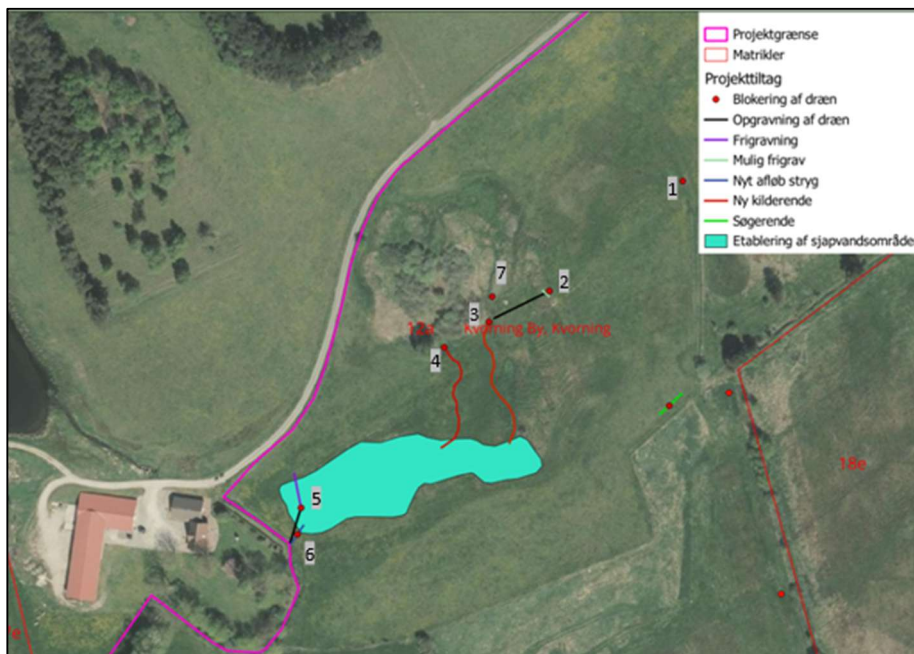 Projektgrænse
Matrikler
Projekttiltag
Blokering af dræn
Opgravning af dræn
Frigravning
Mulig frigrav
Nyt afløb stryg
Ny kilderende
Søgerende
Etablering af sjapvandsområde
1
2
7
3
12a Kvorning By, Kvorning
4
18e
5
6